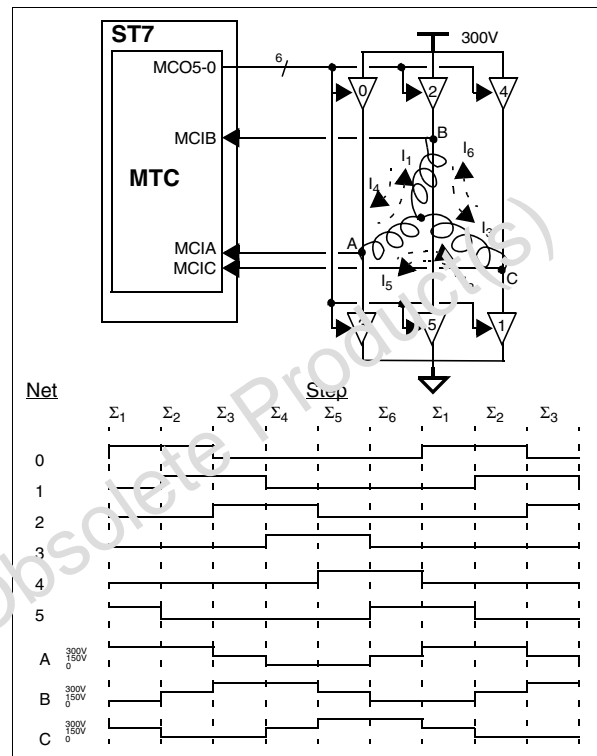 ST7
MTC
MCO5-0
6
300V
0
2
4
MCIB
B
I1
I6
I4
I3
A
MCIA
MCIC
C
I5
5
1
Net
Step
Σ1 Σ2 Σ3 Σ4 Σ5 Σ6 Σ1 Σ2 Σ3
0
1
2
3
4
5
A 300V 150V 0
B 300V 150V 0
C 300V 150V 0
Obsolete Product(s)